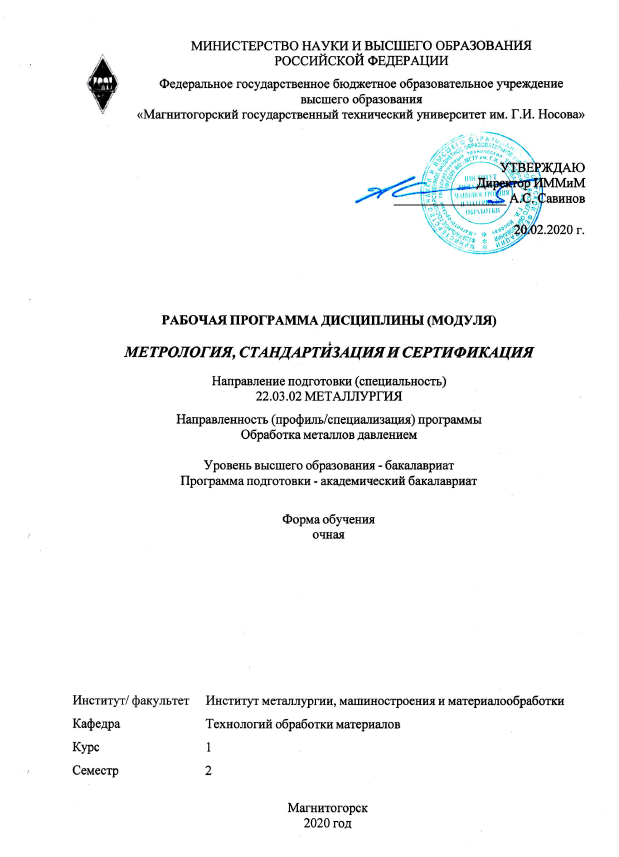 МИНИСТЕРСТВО НАУКИ И ВЫСШЕГО ОБРАЗОВАНИЯ
РОССИЙСКОЙ ФЕДЕРАЦИИ
Федеральное государственное бюджетное образовательное учреждение
высшего образования
«Магнитогорский государственный технический университет им. Г.И. Носова»
УТВЕРЖДАЮ
Директор ИММиМ
А.С. Савинов
20.02.2020 г.
РАБОЧАЯ ПРОГРАММА ДИСЦИПЛИНЫ (МОДУЛЯ)
МЕТРОЛОГИЯ, СТАНДАРТИЗАЦИЯ И СЕРТИФИКАЦИЯ
Направление подготовки (специальность)
22.03.02 МЕТАЛЛУРГИЯ
Направленность (профиль/специализация) программы
Обработка металлов давлением
Уровень высшего образования - бакалавриат
Программа подготовки - академический бакалавриат
Форма обучения
очная
Институт/ факультет Институт металлургии, машиностроения и материалообработки
Кафедра Технологий обработки материалов
Курс 1
Семестр 2
Магнитогорск
2020 год